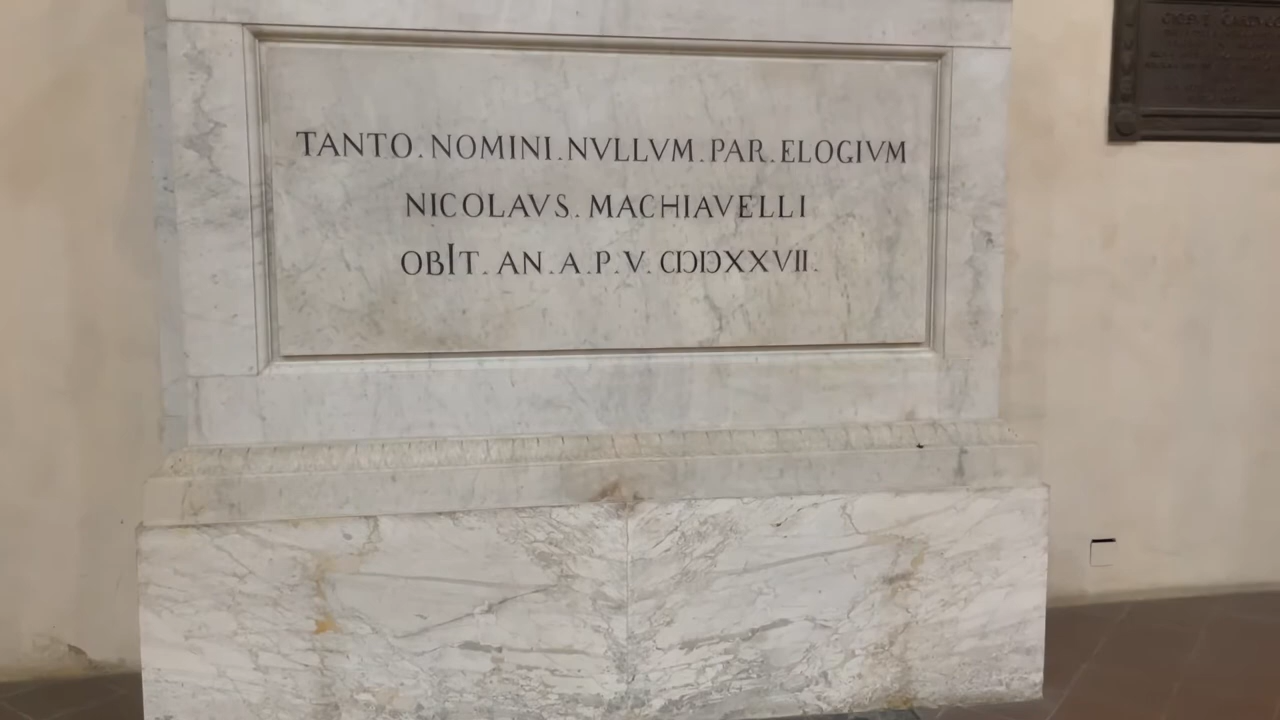 TANTO. NOMINI. NVLLVM. PAR. ELOGIVM
NICOLAVS. MACHIAVELLI
OBIT. AN. A. P. V. CIƆIƆXXVII.